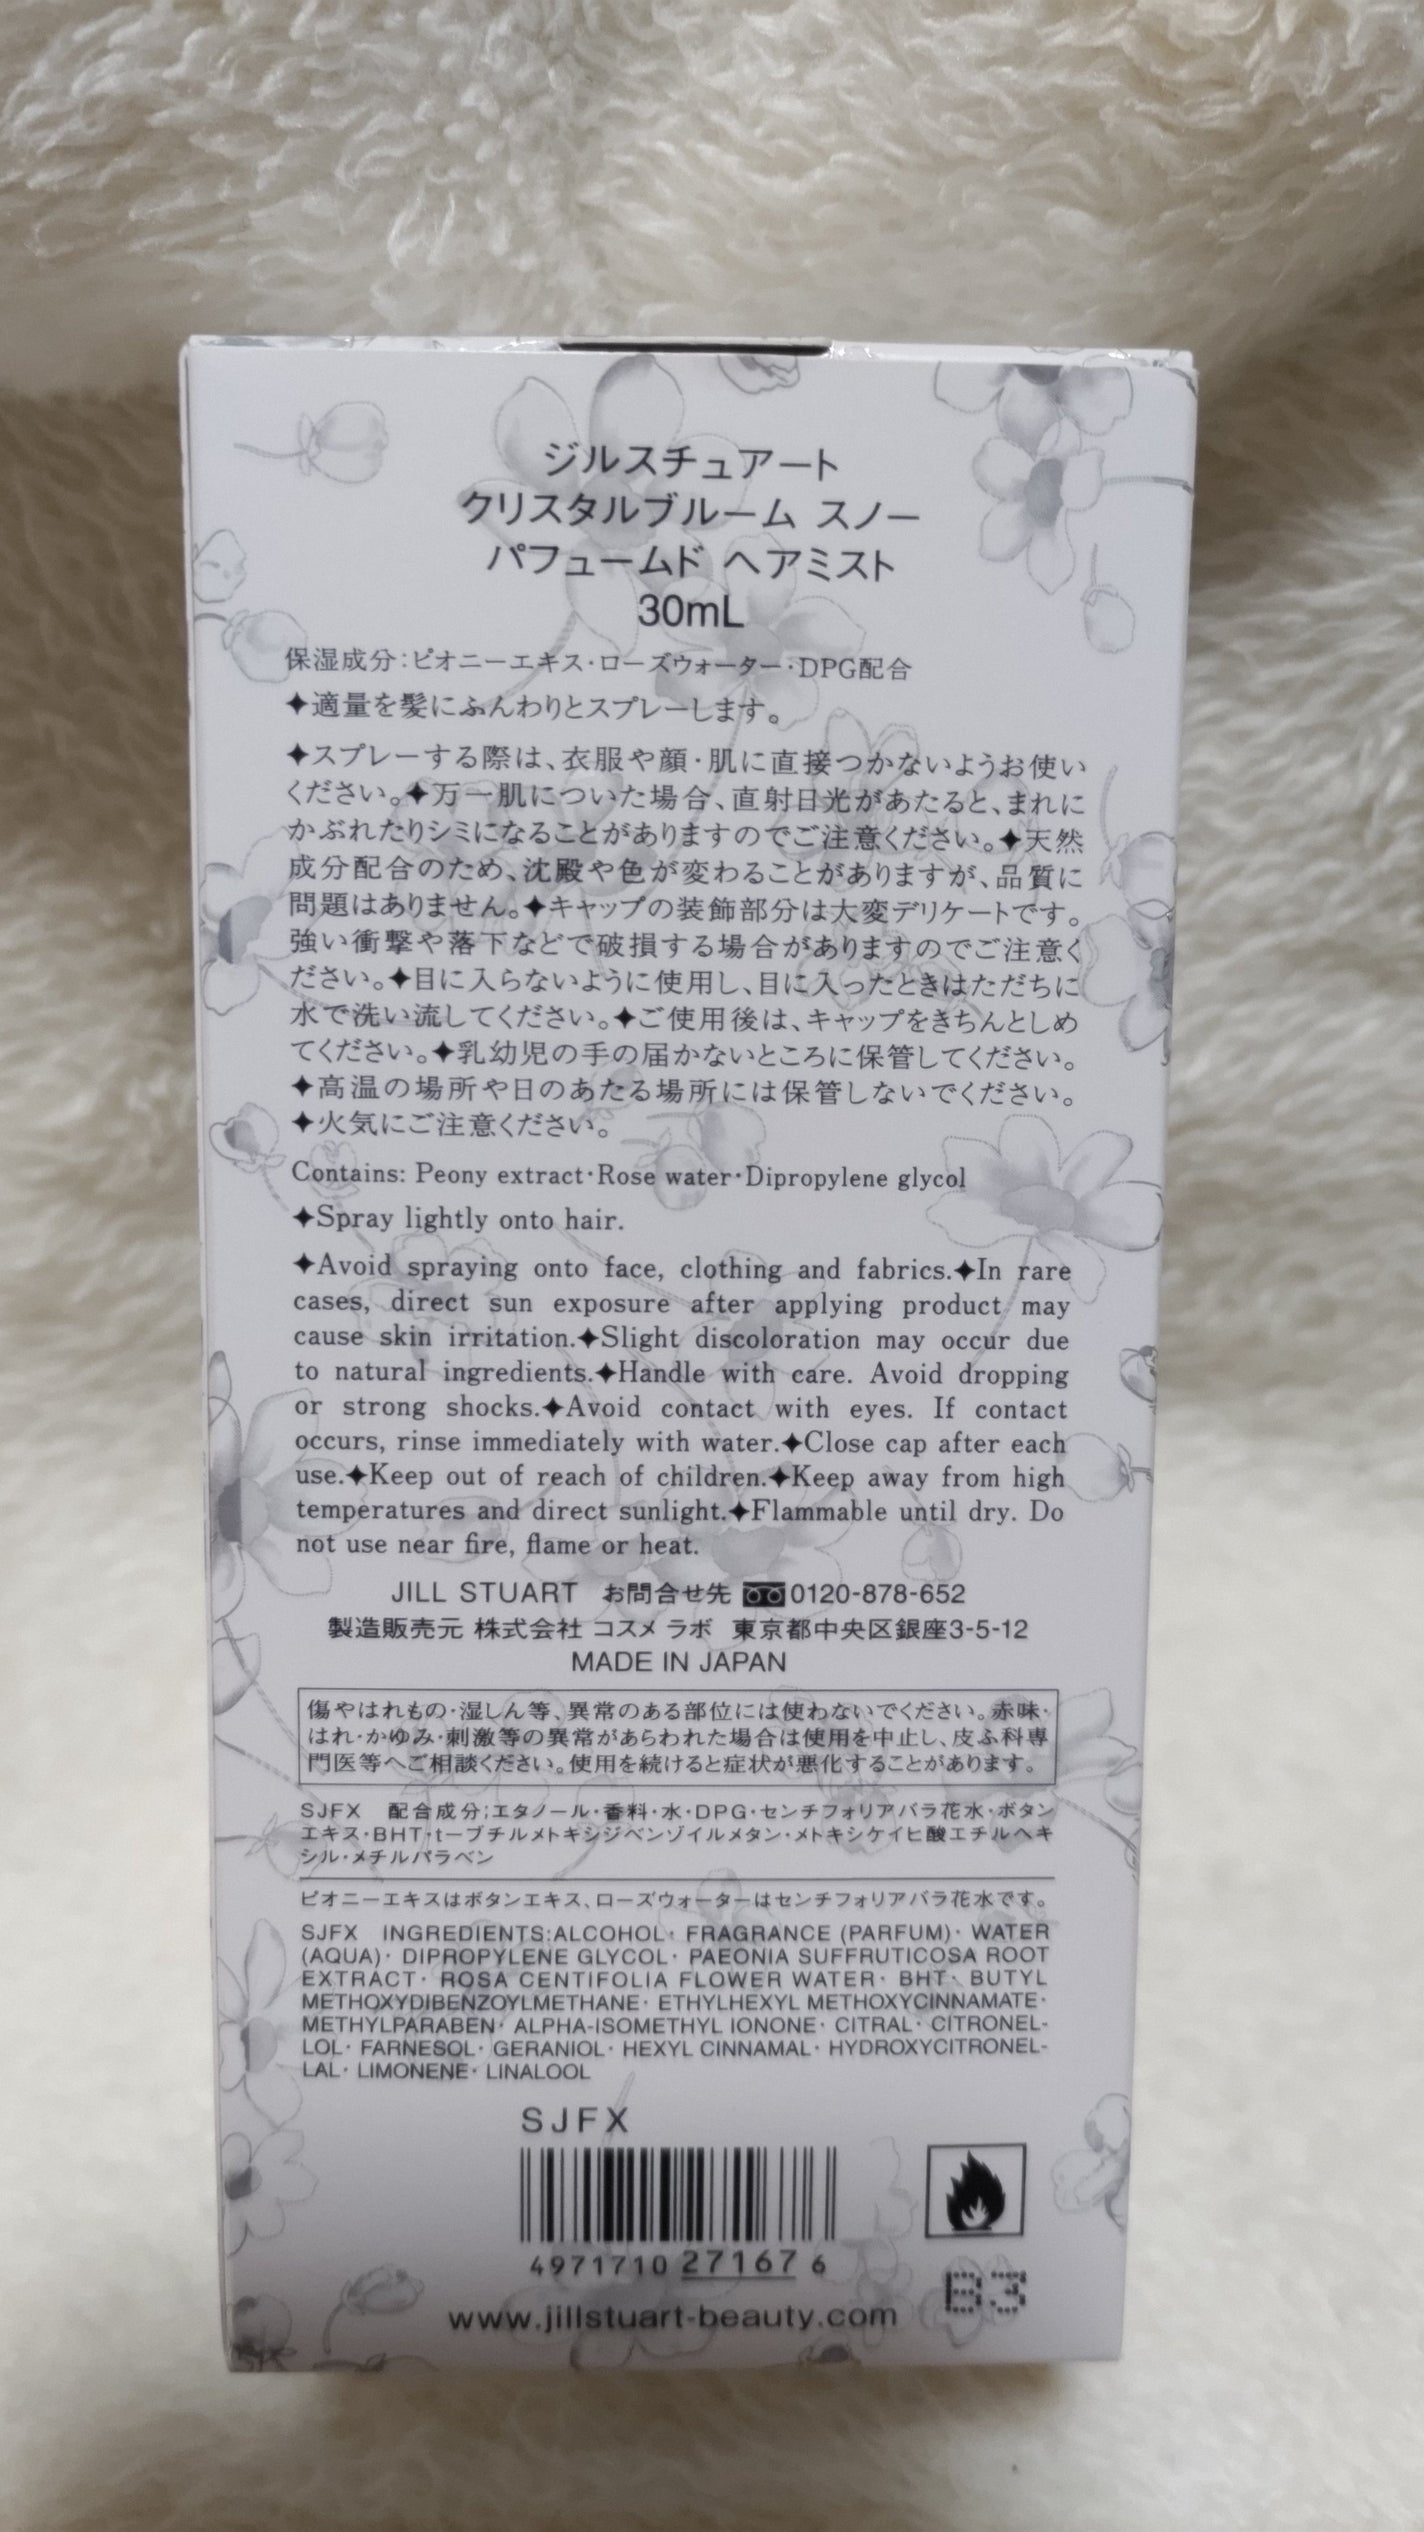 ジルスチュアート
クリスタルブルーム スノー
パフュームド ヘアミスト
30mL
保湿成分:ピオニーエキス・ローズウォーター・DPG配合
✦適量を髪にふんわりとスプレーします。
✦スプレーする際は、衣服や顔・肌に直接つかないようお使い
ください。✦万一肌についた場合、直射日光があたると、まれに
かぶれたりシミになることがありますのでご注意ください。✦天然
成分配合のため、沈殿や色が変わることがありますが、品質に
問題はありません。✦キャップの装飾部分は大変デリケートです。
強い衝撃や落下などで破損する場合がありますのでご注意く
ださい。✦目に入らないように使用し、目に入ったときはただちに
水で洗い流してください。✦ご使用後は、キャップをきちんとしめ
てください。✦乳幼児の手の届かないところに保管してください。
✦高温の場所や日のあたる場所には保管しないでください。
✦火気にご注意ください。
Contains: Peony extract・Rose water・Dipropylene glycol
✦Spray lightly onto hair.
✦Avoid spraying onto face, clothing and fabrics.✦In rare
cases, direct sun exposure after applying product may
cause skin irritation.✦Slight discoloration may occur due
to natural ingredients.✦Handle with care. Avoid dropping
or strong shocks.✦Avoid contact with eyes. If contact
occurs, rinse immediately with water.✦Close cap after each
use.✦Keep out of reach of children.✦Keep away from high
temperatures and direct sunlight.✦Flammable until dry. Do
not use near fire, flame or heat.
JILL STUART お問合せ先 0120-878-652
製造販売元 株式会社 コスメ ラボ 東京都中央区銀座3-5-12
MADE IN JAPAN
傷やはれもの・湿しん等、異常のある部位には使わないでください。赤味・
はれ・かゆみ・刺激等の異常があらわれた場合は使用を中止し、皮ふ科専
門医等へご相談ください。使用を続けると症状が悪化することがあります。
SJFX 配合成分;エタノール・香料・水・DPG・センチフォリアバラ花水・ボタン
エキス・BHT・t-ブチルメトキシジベンゾイルメタン・メトキシケイヒ酸エチルヘキ
シル・メチルパラベン
ピオニーエキスはボタンエキス、ローズウォーターはセンチフォリアバラ花水です。
SJFX INGREDIENTS:ALCOHOL・ FRAGRANCE (PARFUM)・ WATER
(AQUA)・ DIPROPYLENE GLYCOL・ PAEONIA SUFFRUTICOSA ROOT
EXTRACT・ ROSA CENTIFOLIA FLOWER WATER・ BHT・ BUTYL
METHOXYDIBENZOYLMETHANE・ ETHYLHEXYL METHOXYCINNAMATE・
METHYLPARABEN・ ALPHA-ISOMETHYL IONONE・ CITRAL・ CITRONEL-
LOL・ FARNESOL・ GERANIOL・ HEXYL CINNAMAL・ HYDROXYCITRONEL-
LAL・ LIMONENE・ LINALOOL
SJFX
4971710 27167 6
B3
www.jillstuart-beauty.com